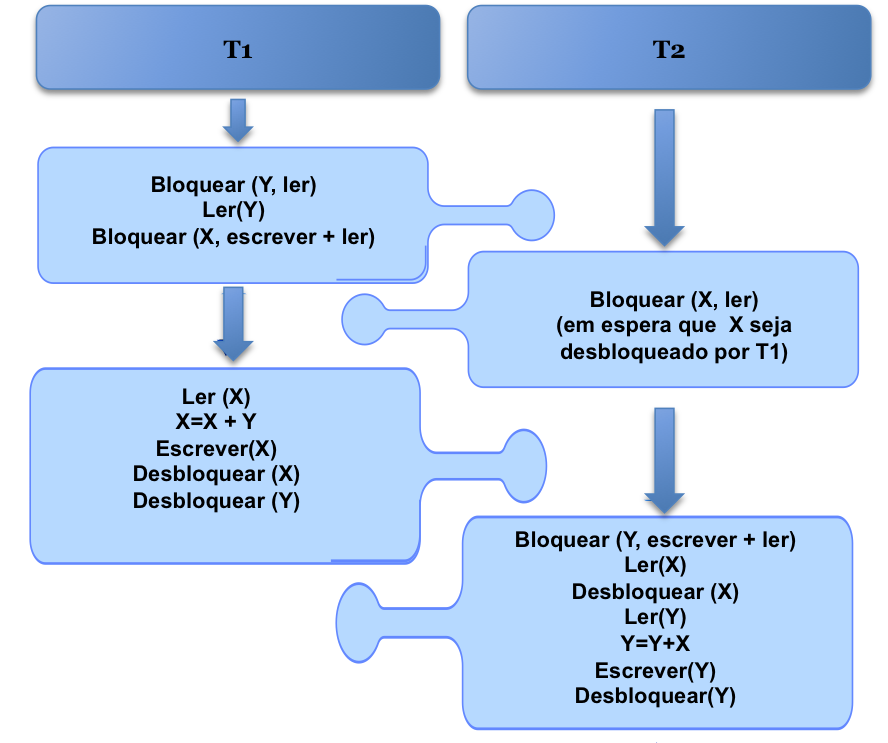 T1
T2
Bloquear (Y, ler)
Ler(Y)
Bloquear (X, escrever + ler)
Bloquear (X, ler)
(em espera que X seja
desbloqueado por T1)
Ler (X)
X=X + Y
Escrever(X)
Desbloquear (X)
Desbloquear (Y)
Bloquear (Y, escrever + ler)
Ler(X)
Desbloquear (X)
Ler(Y)
Y=Y+X
Escrever(Y)
Desbloquear(Y)